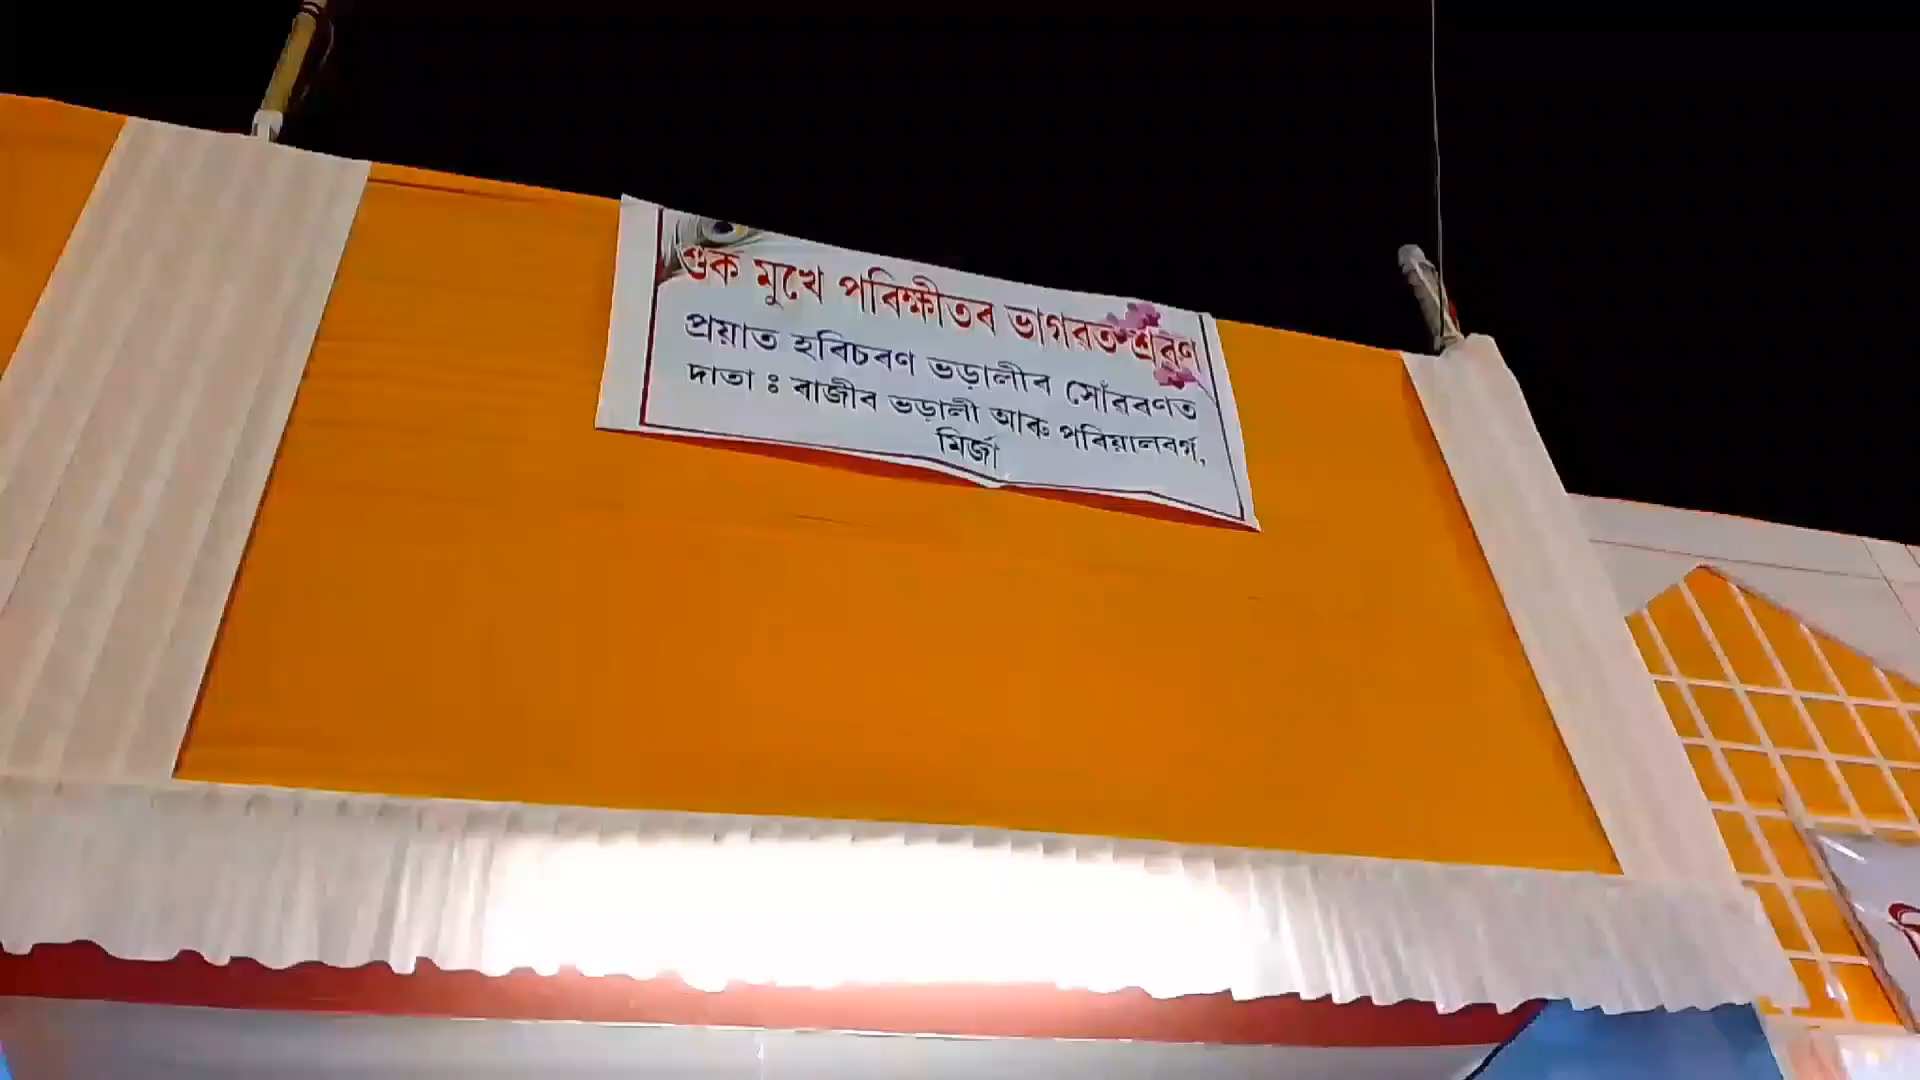 শুক মুখে পৰিক্ষীতৰ ভাগৱত শ্ৰৱণ
প্ৰয়াত হৰিচৰণ ভড়ালীৰ সোঁৱৰণত
দাতা ঃ ৰাজীৱ ভড়ালী আৰু পৰিয়ালবৰ্গ,
মিৰ্জা